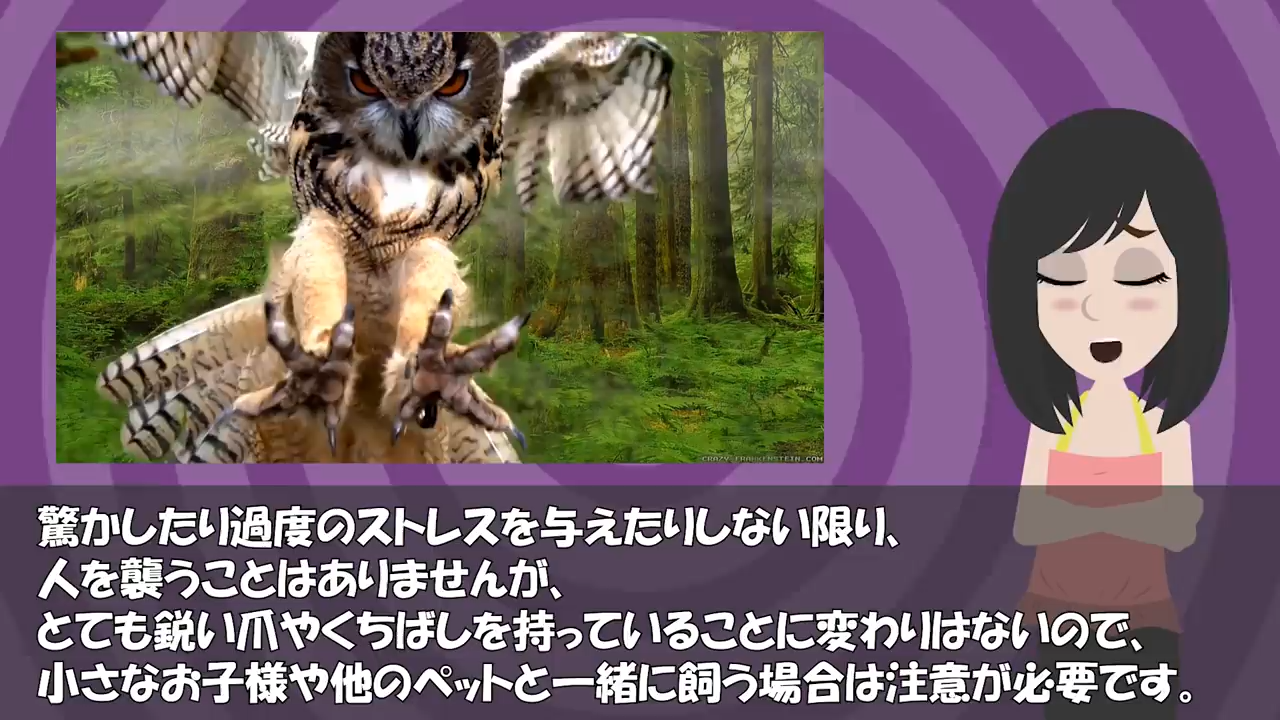 CRAZY-FRANKENSTEIN.COM
驚かしたり過度のストレスを与えたりしない限り、
人を襲うことはありませんが、
とても鋭い爪やくちばしを持っていることに変わりはないので、
小さなお子様や他のペットと一緒に飼う場合は注意が必要です。